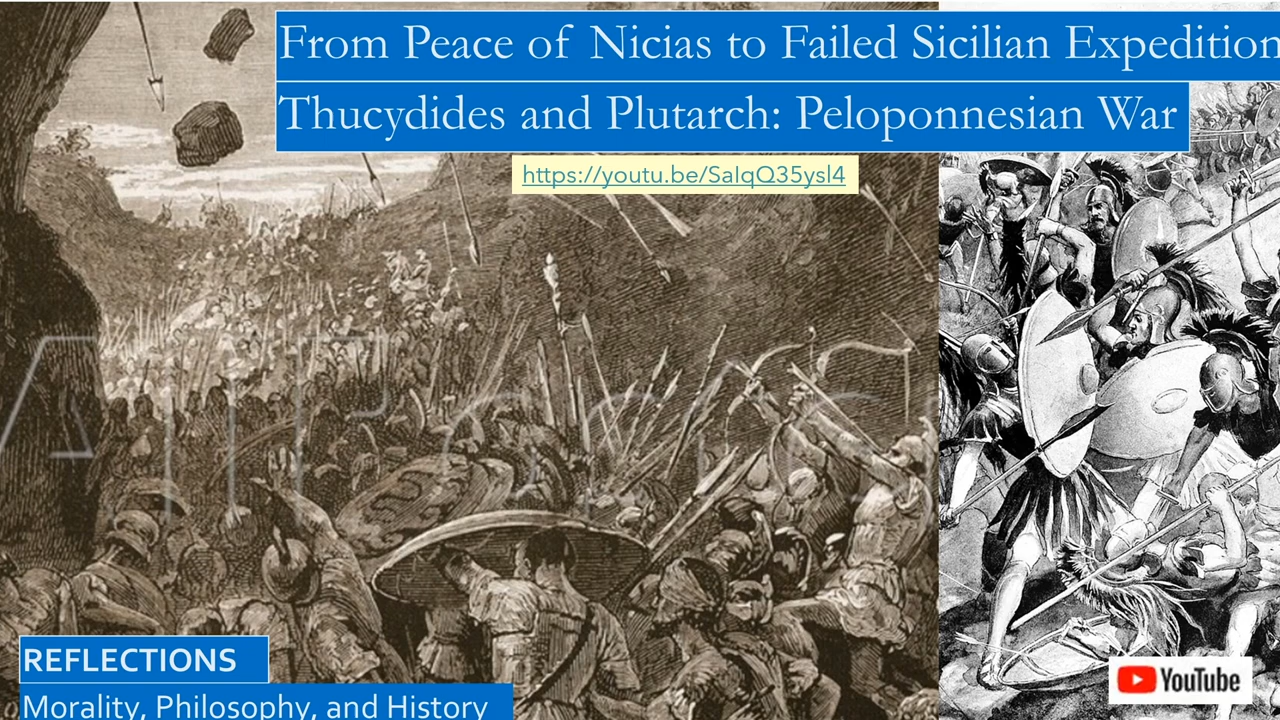 From Peace of Nicias to Failed Sicilian Expedition
Thucydides and Plutarch: Peloponnesian War
https://youtu.be/SaIqQ35ysl4
REFLECTIONS
Morality, Philosophy, and History
YouTube